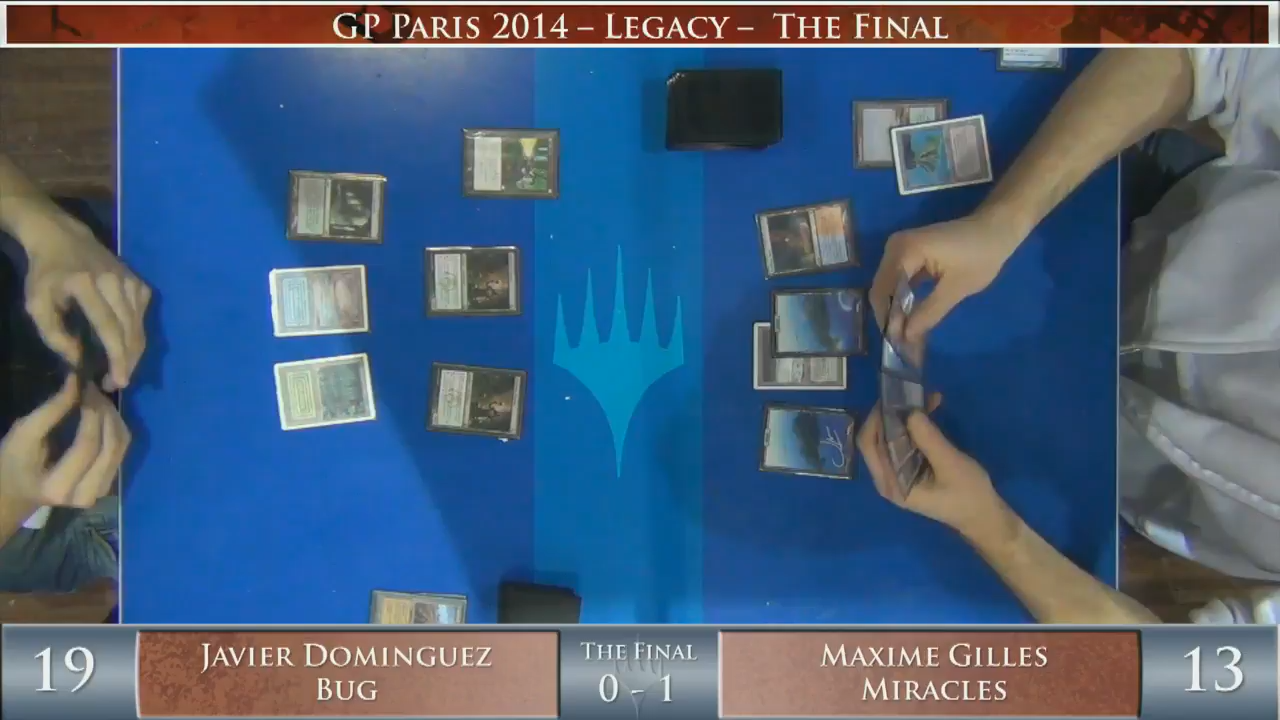 GP PARIS 2014 – LEGACY – THE FINAL
19
JAVIER DOMINGUEZ
BUG
THE FINAL
0 - 1
MAXIME GILLES
MIRACLES
13